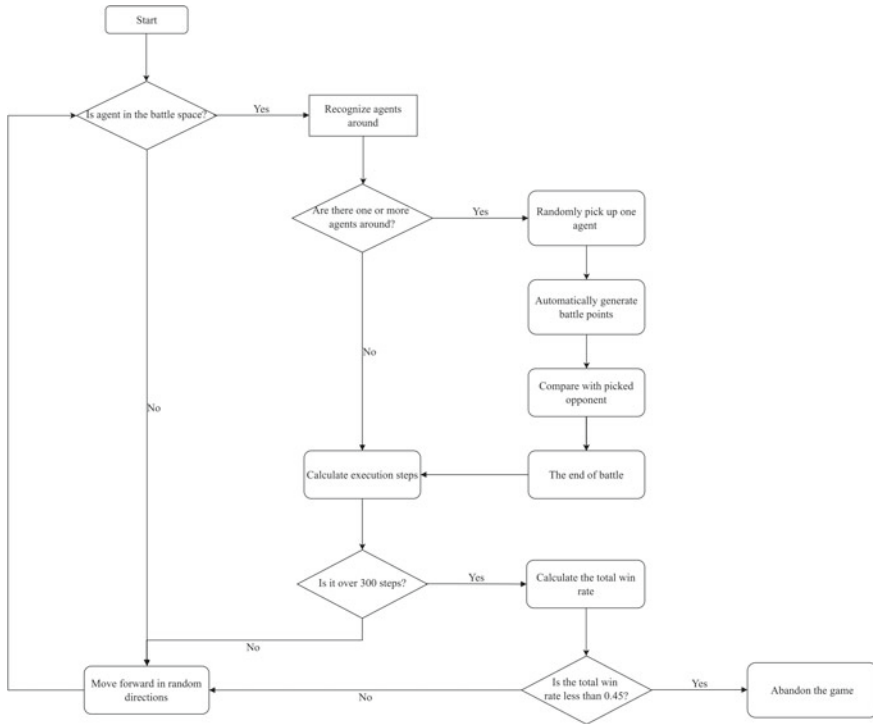 Start
Is agent in the battle space?
Yes
Recognize agents
around
Are there one or more
agents around?
Yes
Randomly pick up one
agent
Automatically generate
battle points
No
Compare with picked
opponent
No
Calculate execution steps
The end of battle
Is it over 300 steps?
Yes
Calculate the total win
rate
No
Move forward in random
directions
No
Is the total win
rate less than 0.45?
Yes
Abandon the game